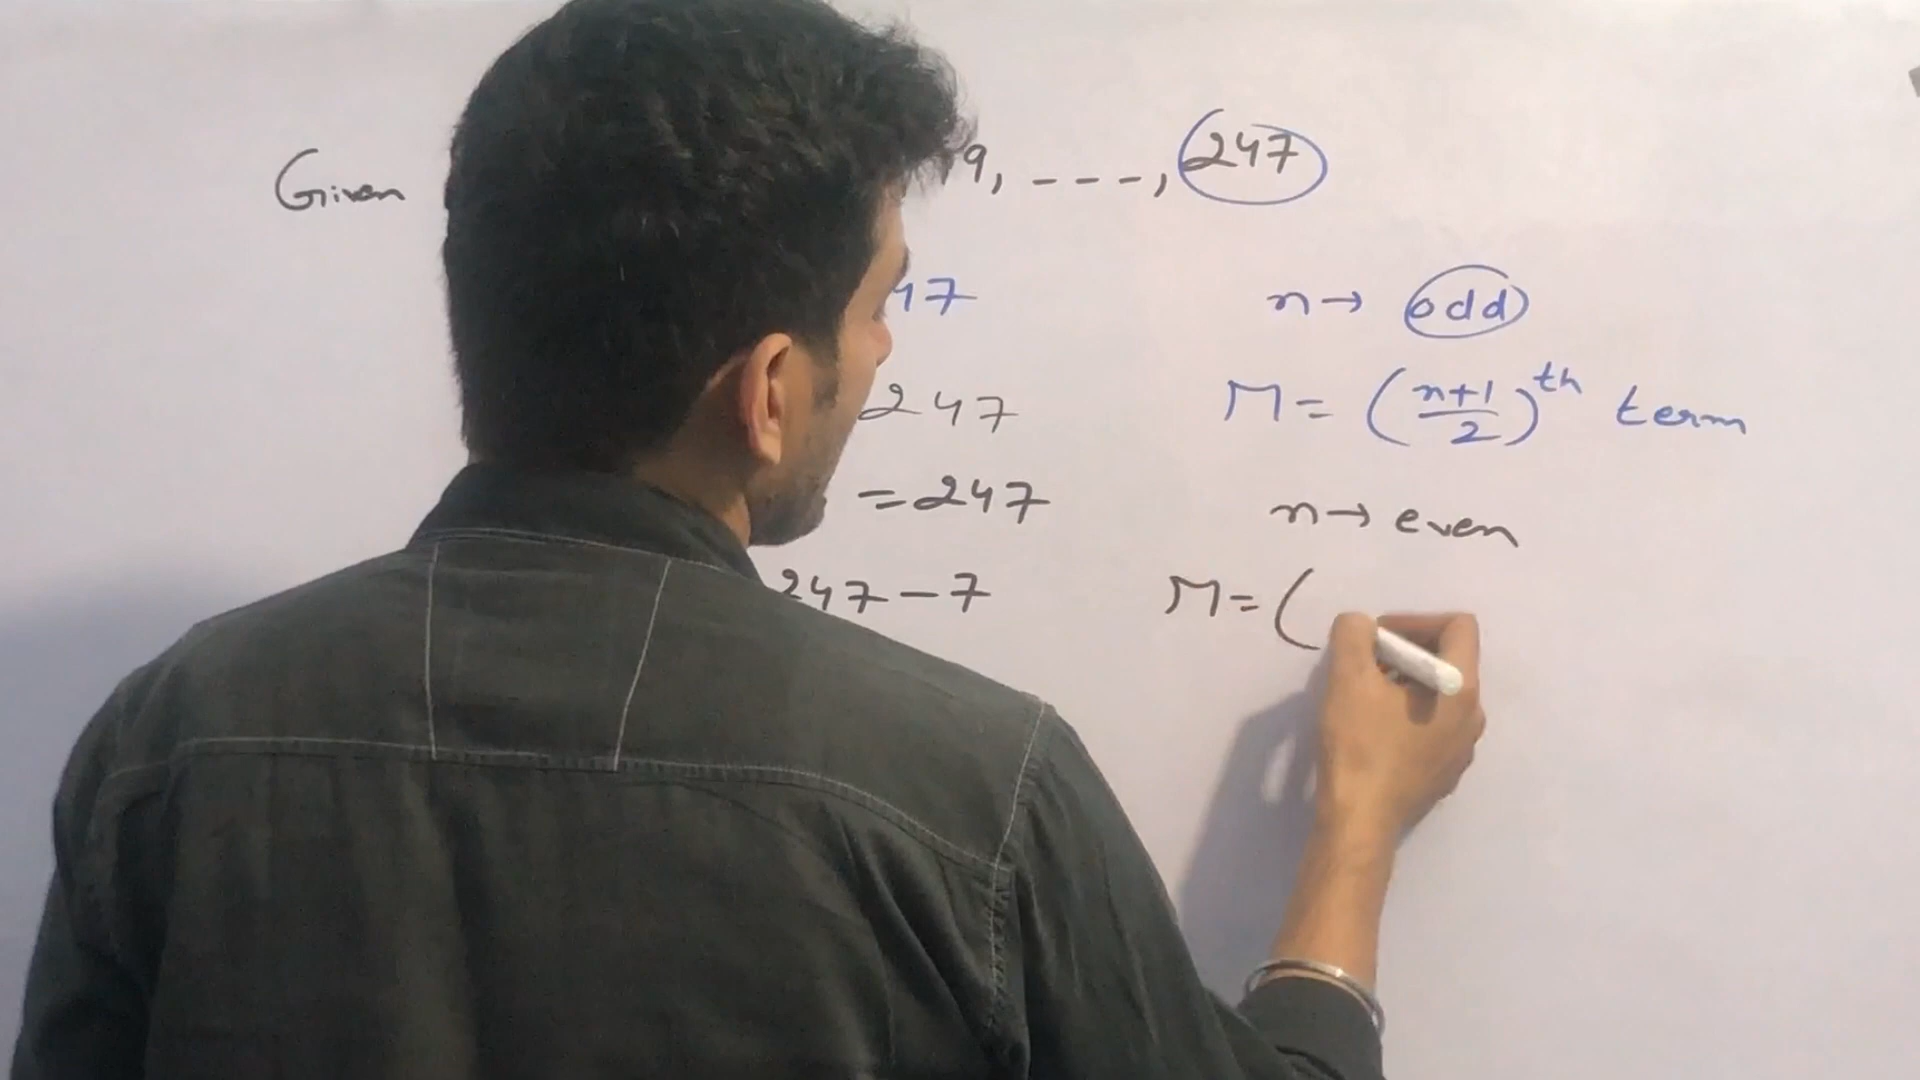 Given 9, ---, 247
47
247
= 247
247 - 7
n → odd
M = (n+1/2)th term
n → even
M = (